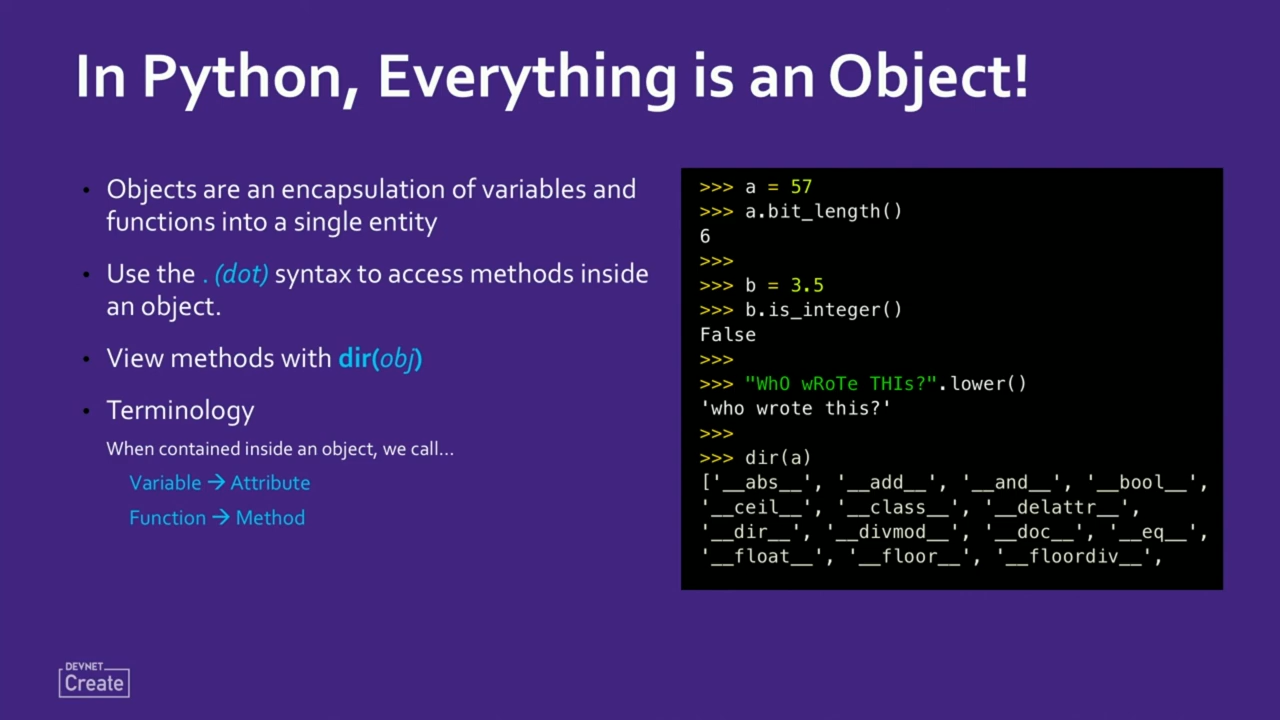 In Python, Everything is an Object!
• Objects are an encapsulation of variables and
functions into a single entity
• Use the . (dot) syntax to access methods inside
an object.
• View methods with dir(obj)
• Terminology
When contained inside an object, we call...
Variable → Attribute
Function → Method
>>> a = 57
>>> a.bit_length()
6
>>>
>>> b = 3.5
>>> b.is_integer()
False
>>>
>>> "WhO wRoTe THIs?".lower()
'who wrote this?'
>>>
>>> dir(a)
['__abs__', '__add__', '__and__', '__bool__',
'__ceil__', '__class__', '__delattr__',
'__dir__', '__divmod__', '__doc__', '__eq__',
'__float__', '__floor__', '__floordiv__',
DEVNET
Create